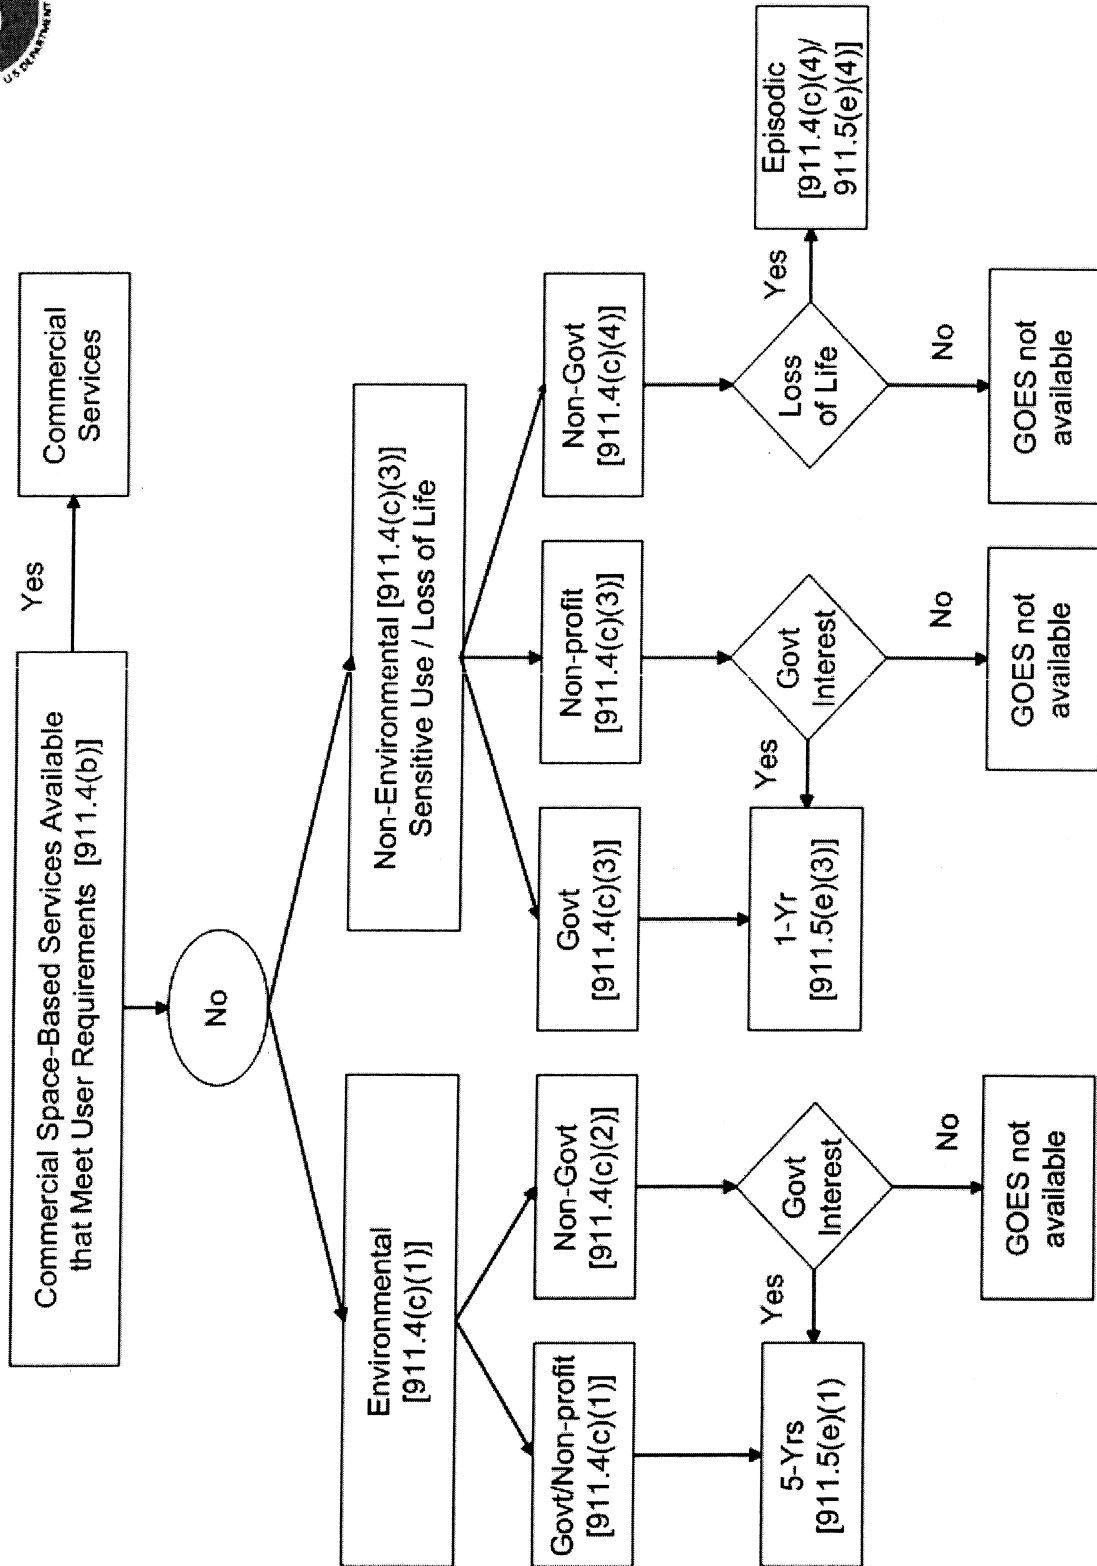 U.S DEPARTMENT
Commercial Space-Based Services Available
that Meet User Requirements [911.4(b)]
Yes
Commercial
Services
No
Environmental
[911.4(c)(1)]
Non-Environmental [911.4(c)(3)]
Sensitive Use / Loss of Life
Govt/Non-profit
[911.4(c)(1)]
Non-Govt
[911.4(c)(2)]
Govt
[911.4(c)(3)]
Non-profit
[911.4(c)(3)]
Non-Govt
[911.4(c)(4)]
5-Yrs
[911.5(e)(1)
Yes
Govt
Interest
No
GOES not
available
1-Yr
[911.5(e)(3)]
Yes
Govt
Interest
No
GOES not
available
Loss
of Life
Yes
Episodic
[911.4(c)(4)/
911.5(e)(4)]
No
GOES not
available